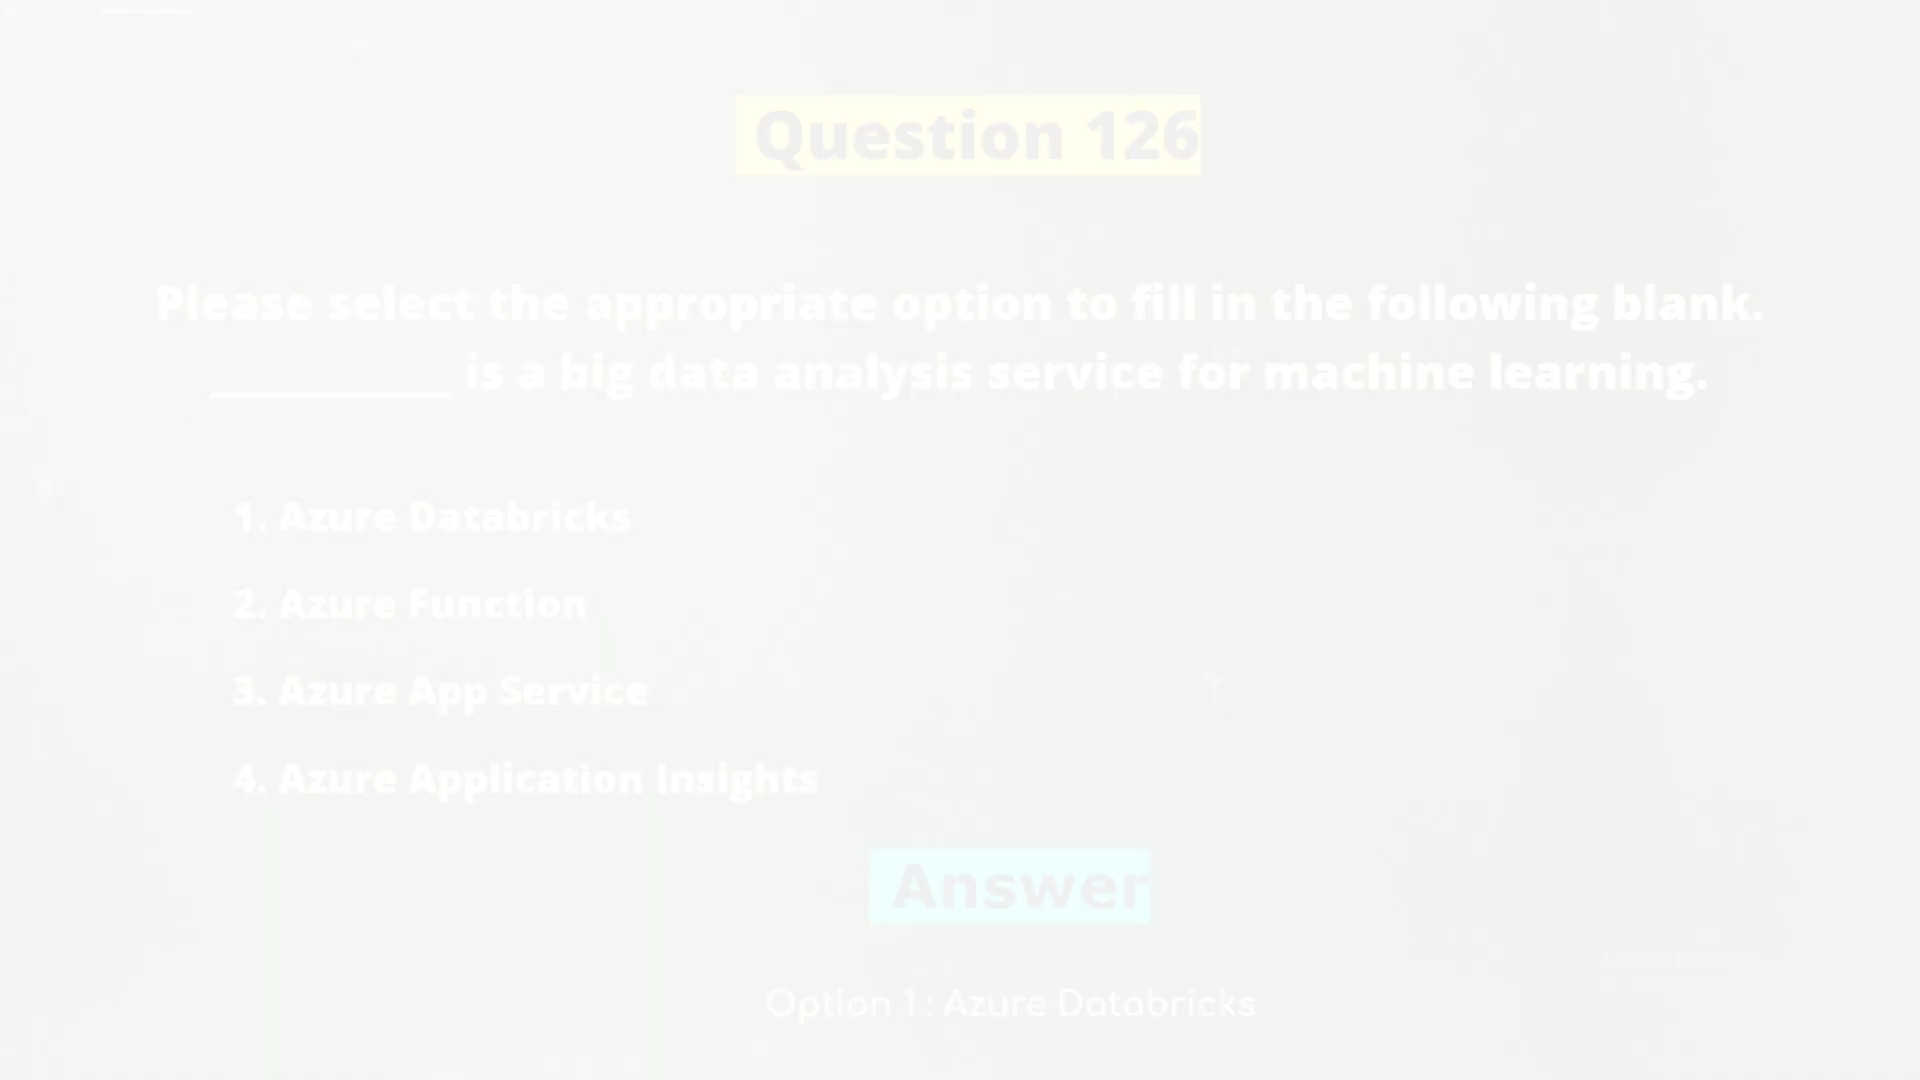 Question 126
Please select the appropriate option to fill in the following blank.
____________ is a big data analysis service for machine learning.
1. Azure Databricks
2. Azure Function
3. Azure App Service
4. Azure Application Insights
Answer
Option 1 : Azure Databricks